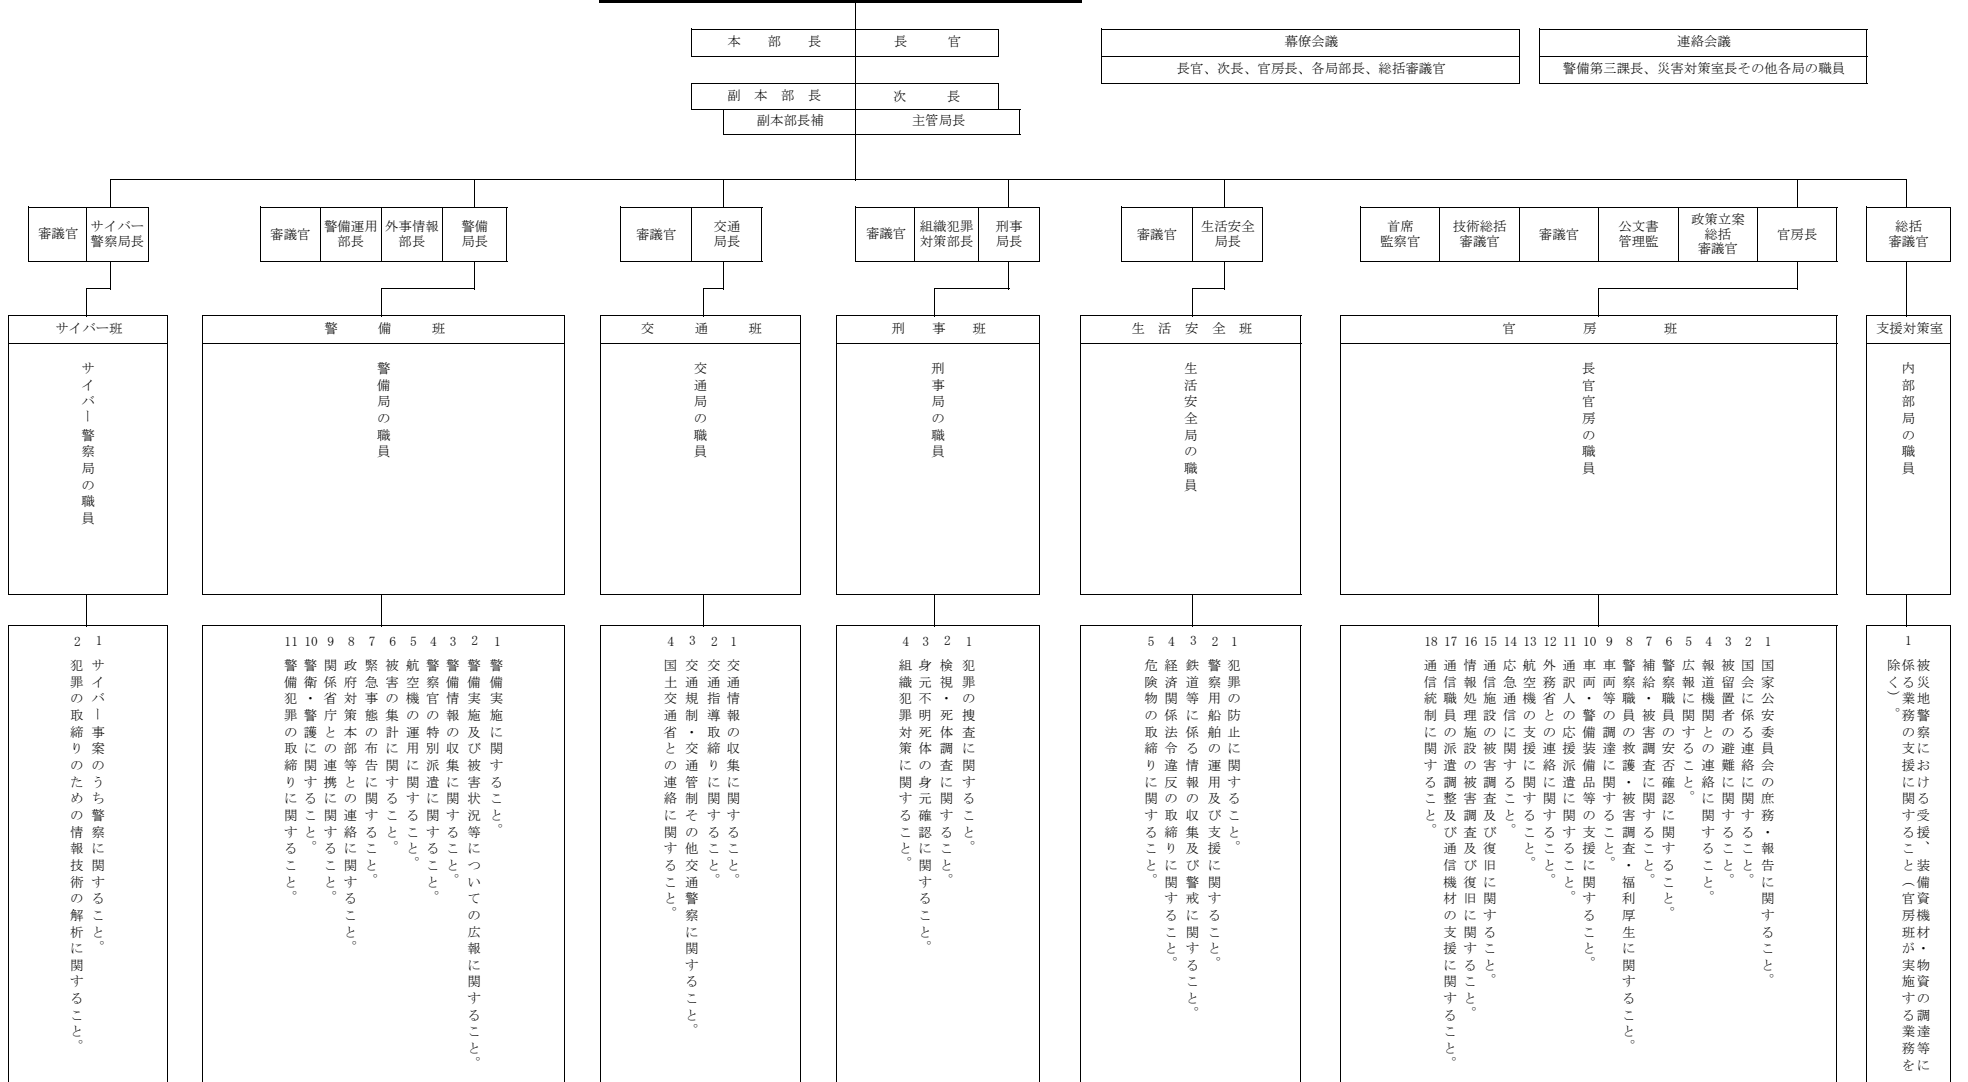 本部長 長官
副本部長 次長
副本部長補 主管局長
幕僚会議
長官、次長、官房長、各局部長、総括審議官
連絡会議
警備第三課長、災害対策室長その他各局の職員
総括
審議官
支援対策室
内部部局の職員
1 被災地警察における受援、装備資機材・物資の調達等に
係る業務の支援に関すること（官房班が実施する業務を
除く）。
官房長
政策立案
総括
審議官
公文書
管理監
審議官
技術総括
審議官
首席
監察官
官房班
長官官房の職員
1 国家公安委員会の庶務・報告に関すること。
2 国会に係る連絡に関すること。
3 被留置者の避難に関すること。
4 報道機関との連絡に関すること。
5 広報に関すること。
6 警察職員の安否確認に関すること。
7 補給・被害調査に関すること。
8 警察職員の救護・被害調査・福利厚生に関すること。
9 車両等の調達に関すること。
10 車両・警備装備品等の支援に関すること。
11 通訳人の応援派遣に関すること。
12 外務省との連絡に関すること。
13 航空機の支援に関すること。
14 応急通信に関すること。
15 通信施設の被害調査及び復旧に関すること。
16 情報処理施設の被害調査及び復旧に関すること。
17 通信職員の派遣調整及び通信機材の支援に関すること。
18 通信統制に関すること。
生活安全
局長
審議官
生活安全班
生活安全局の職員
1 犯罪の防止に関すること。
2 警察用船舶の運用及び支援に関すること。
3 鉄道等に係る情報の収集及び警戒に関すること。
4 経済関係法令違反の取締りに関すること。
5 危険物の取締りに関すること。
刑事
局長
組織犯罪
対策部長
審議官
刑事班
刑事局の職員
1 犯罪の捜査に関すること。
2 検視・死体調査に関すること。
3 身元不明死体の身元確認に関すること。
4 組織犯罪対策に関すること。
交通
局長
審議官
交通班
交通局の職員
1 交通情報の収集に関すること。
2 交通指導取締りに関すること。
3 交通規制・交通管制その他交通警察に関すること。
4 国土交通省との連絡に関すること。
警備
局長
外事情報
部長
警備運用
部長
審議官
警備班
警備局の職員
1 警備実施に関すること。
2 警備実施及び被害状況等についての広報に関すること。
3 警備情報の収集に関すること。
4 警察官の特別派遣に関すること。
5 航空機の運用に関すること。
6 被害の集計に関すること。
7 緊急事態の布告に関すること。
8 政府対策本部等との連絡に関すること。
9 関係省庁との連携に関すること。
10 警衛・警護に関すること。
11 警備犯罪の取締りに関すること。
サイバー
警察局長
審議官
サイバー班
サイバー警察局の職員
1 サイバー事案のうち警察に関すること。
2 犯罪の取締りのための情報技術の解析に関すること。